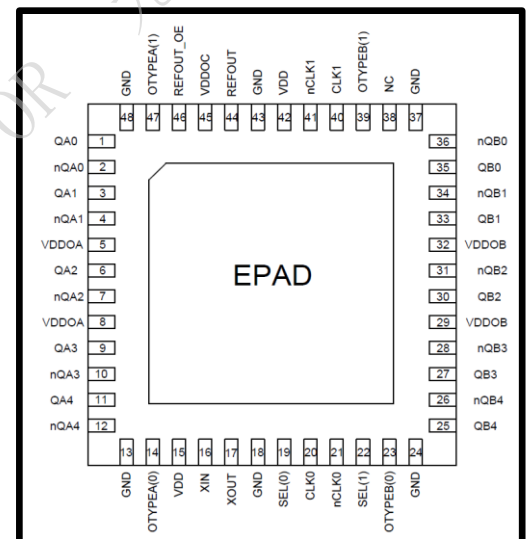 GND
OTYPEA(1)
REFOUT_OE
VDDOC
REFOUT
GND
VDD
nCLK1
CLK1
OTYPEB(1)
NC
GND
48 47 46 45 44 43 42 41 40 39 38 37
QA0 1
nQA0 2
QA1 3
nQA1 4
VDDOA 5
QA2 6
nQA2 7
VDDOA 8
QA3 9
nQA3 10
QA4 11
nQA4 12
EPAD
36 nQB0
35 QB0
34 nQB1
33 QB1
32 VDDOB
31 nQB2
30 QB2
29 VDDOB
28 nQB3
27 QB3
26 nQB4
25 QB4
13 14 15 16 17 18 19 20 21 22 23 24
GND
OTYPEA(0)
VDD
XIN
XOUT
GND
SEL(0)
CLK0
nCLK0
SEL(1)
OTYPEB(0)
GND
OR